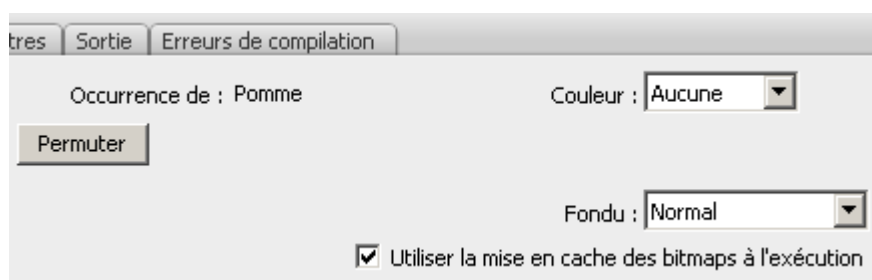 Sortie Erreurs de compilation
Occurrence de : Pomme Couleur : Aucune
Permuter
Fondu : Normal
Utiliser la mise en cache des bitmaps à l'exécution